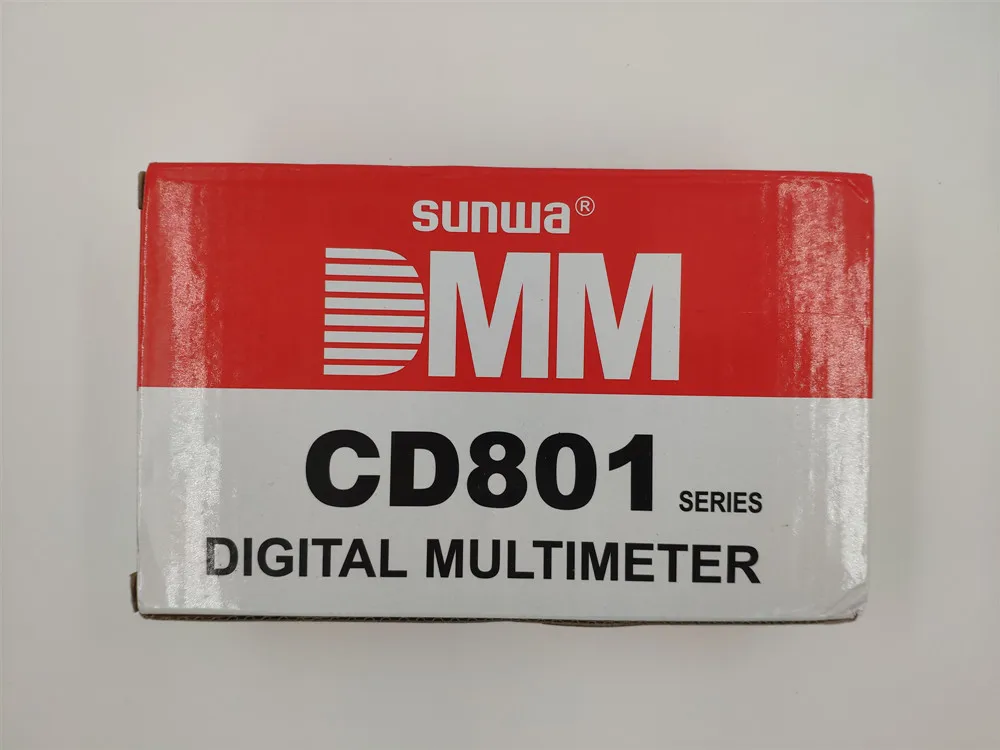 sunwa®
DMM
CD801 SERIES
DIGITAL MULTIMETER